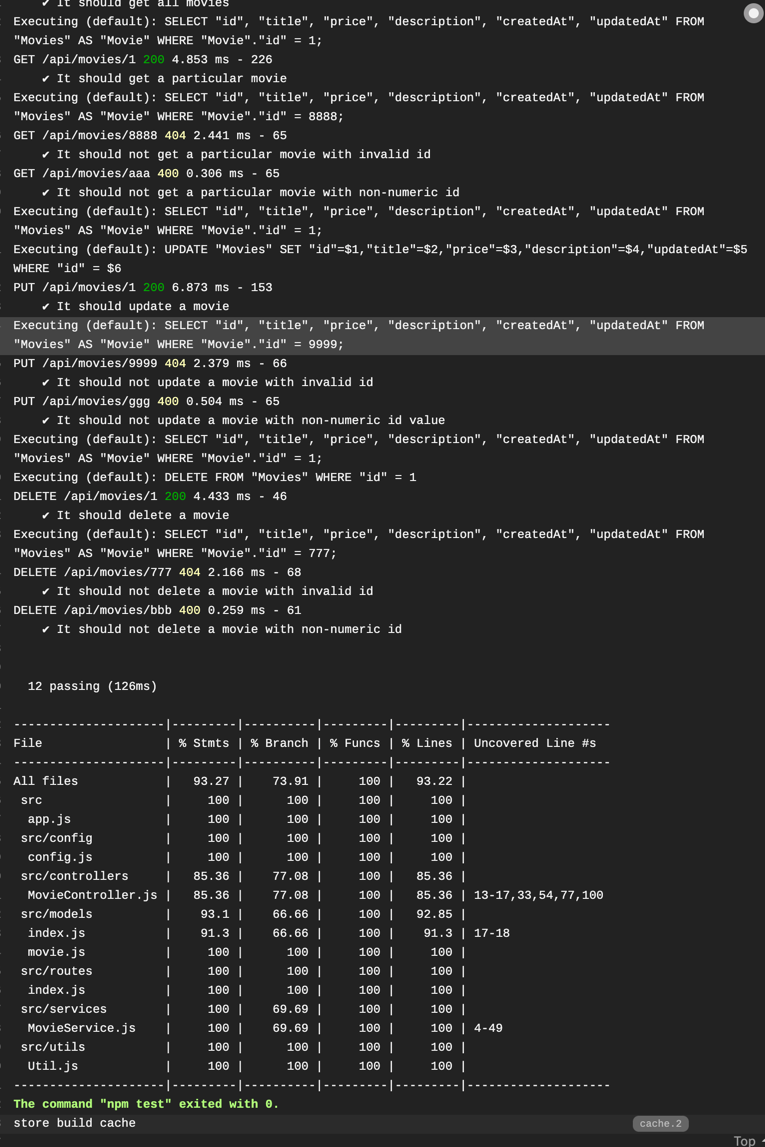 ✔ It should get all movies
Executing (default): SELECT "id", "title", "price", "description", "createdAt", "updatedAt" FROM
"Movies" AS "Movie" WHERE "Movie"."id" = 1;
GET /api/movies/1 200 4.853 ms - 226
✔ It should get a particular movie
Executing (default): SELECT "id", "title", "price", "description", "createdAt", "updatedAt" FROM
"Movies" AS "Movie" WHERE "Movie"."id" = 8888;
GET /api/movies/8888 404 2.441 ms - 65
✔ It should not get a particular movie with invalid id
GET /api/movies/aaa 400 0.306 ms - 65
✔ It should not get a particular movie with non-numeric id
Executing (default): SELECT "id", "title", "price", "description", "createdAt", "updatedAt" FROM
"Movies" AS "Movie" WHERE "Movie"."id" = 1;
Executing (default): UPDATE "Movies" SET "id"=$1,"title"=$2,"price"=$3,"description"=$4,"updatedAt"=$5
WHERE "id" = $6
PUT /api/movies/1 200 6.873 ms - 153
✔ It should update a movie
Executing (default): SELECT "id", "title", "price", "description", "createdAt", "updatedAt" FROM
"Movies" AS "Movie" WHERE "Movie"."id" = 9999;
PUT /api/movies/9999 404 2.379 ms - 66
✔ It should not update a movie with invalid id
PUT /api/movies/ggg 400 0.504 ms - 65
✔ It should not update a movie with non-numeric id value
Executing (default): SELECT "id", "title", "price", "description", "createdAt", "updatedAt" FROM
"Movies" AS "Movie" WHERE "Movie"."id" = 1;
Executing (default): DELETE FROM "Movies" WHERE "id" = 1
DELETE /api/movies/1 200 4.433 ms - 46
✔ It should delete a movie
Executing (default): SELECT "id", "title", "price", "description", "createdAt", "updatedAt" FROM
"Movies" AS "Movie" WHERE "Movie"."id" = 777;
DELETE /api/movies/777 404 2.166 ms - 68
✔ It should not delete a movie with invalid id
DELETE /api/movies/bbb 400 0.259 ms - 61
✔ It should not delete a movie with non-numeric id
12 passing (126ms)
---------------------|---------|----------|---------|---------|--------------------
File                 | % Stmts | % Branch | % Funcs | % Lines | Uncovered Line #s
---------------------|---------|----------|---------|---------|--------------------
All files            |   93.27 |    73.91 |     100 |   93.22 |
src                 |     100 |      100 |     100 |     100 |
app.js             |     100 |      100 |     100 |     100 |
src/config          |     100 |      100 |     100 |     100 |
config.js          |     100 |      100 |     100 |     100 |
src/controllers     |   85.36 |    77.08 |     100 |   85.36 |
MovieController.js |   85.36 |    77.08 |     100 |   85.36 | 13-17,33,54,77,100
src/models          |    93.1 |    66.66 |     100 |   92.85 |
index.js           |    91.3 |    66.66 |     100 |    91.3 | 17-18
movie.js           |     100 |      100 |     100 |     100 |
src/routes          |     100 |      100 |     100 |     100 |
index.js           |     100 |      100 |     100 |     100 |
src/services        |     100 |    69.69 |     100 |     100 |
MovieService.js    |     100 |    69.69 |     100 |     100 | 4-49
src/utils           |     100 |      100 |     100 |     100 |
Util.js            |     100 |      100 |     100 |     100 |
---------------------|---------|----------|---------|---------|--------------------
The command "npm test" exited with 0.
store build cache cache.2
Top